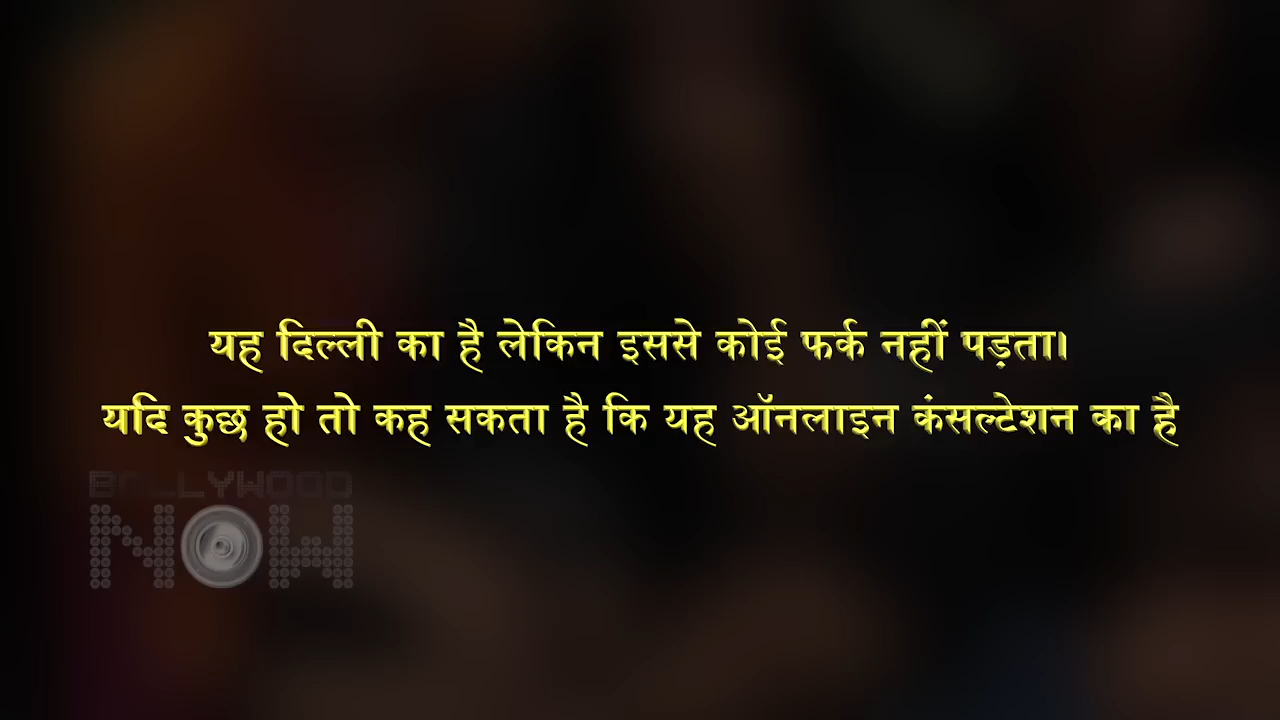 यह दिल्ली का है लेकिन इससे कोई फर्क नहीं पड़ता।
यदि कुछ हो तो कह सकता है कि यह ऑनलाइन कंसल्टेशन का है
BOLLYWOOD
NOW